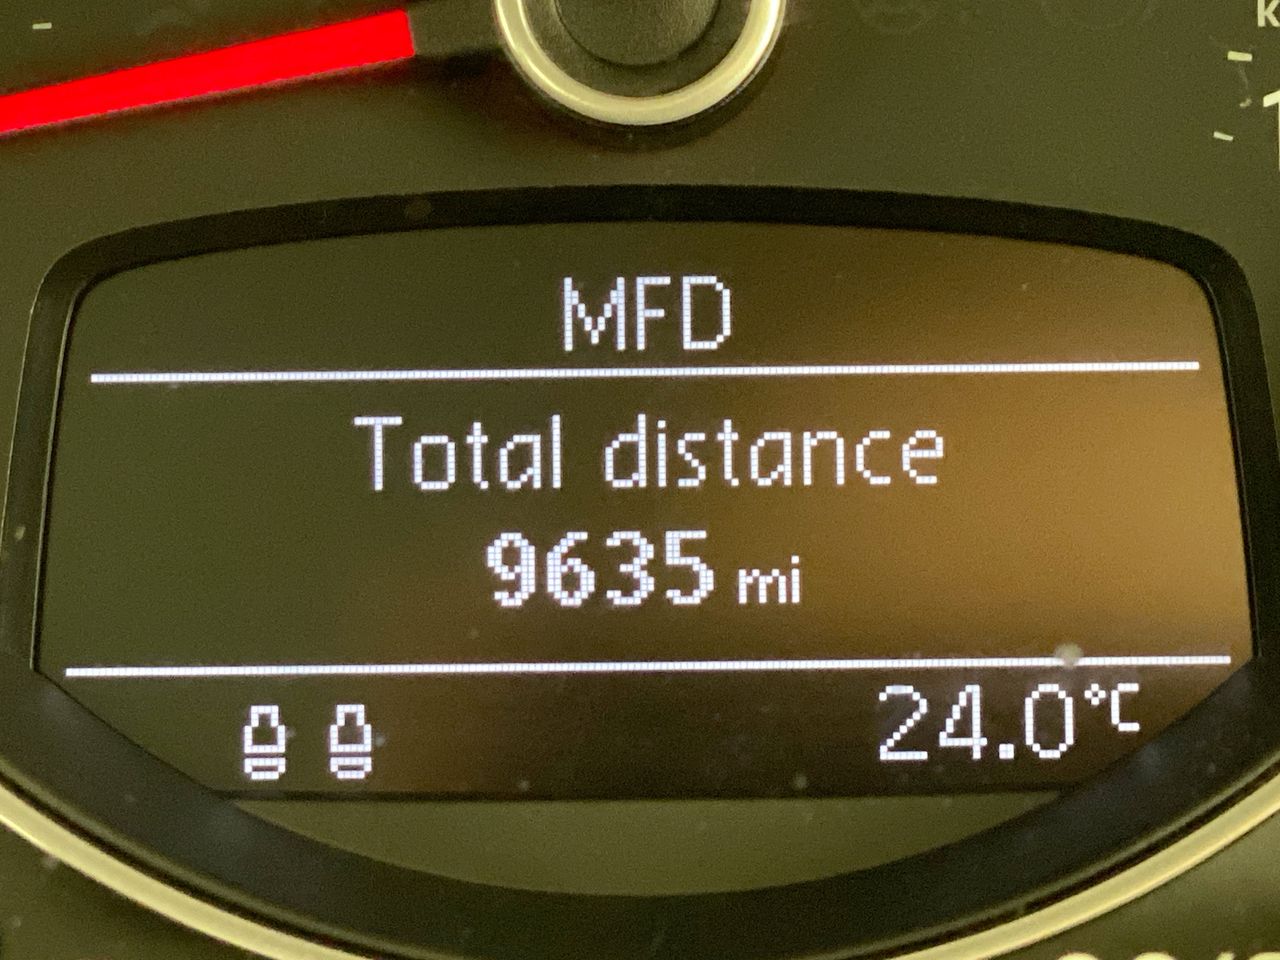 MFD
Total distance
9635 mi
24.0°C